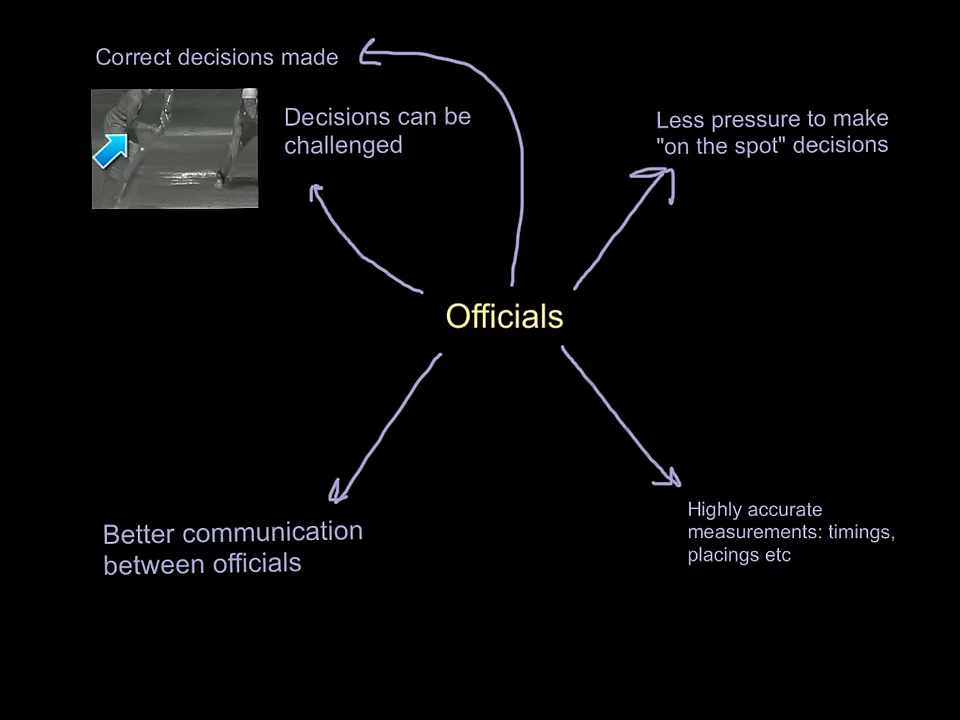 Correct decisions made
Decisions can be
challenged
Less pressure to make
"on the spot" decisions
Officials
Better communication
between officials
Highly accurate
measurements: timings,
placings etc